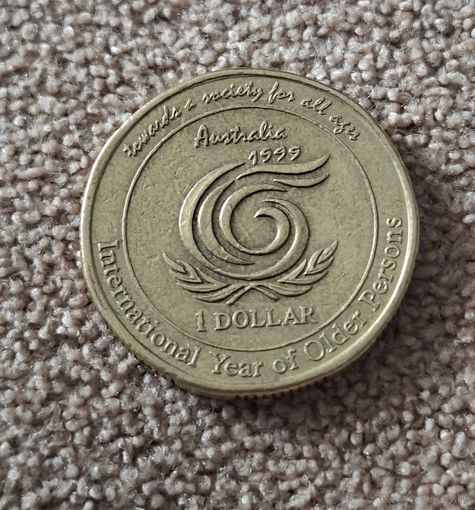 towards a society for all ages
Australia
1999
1 DOLLAR
International Year of Older Persons